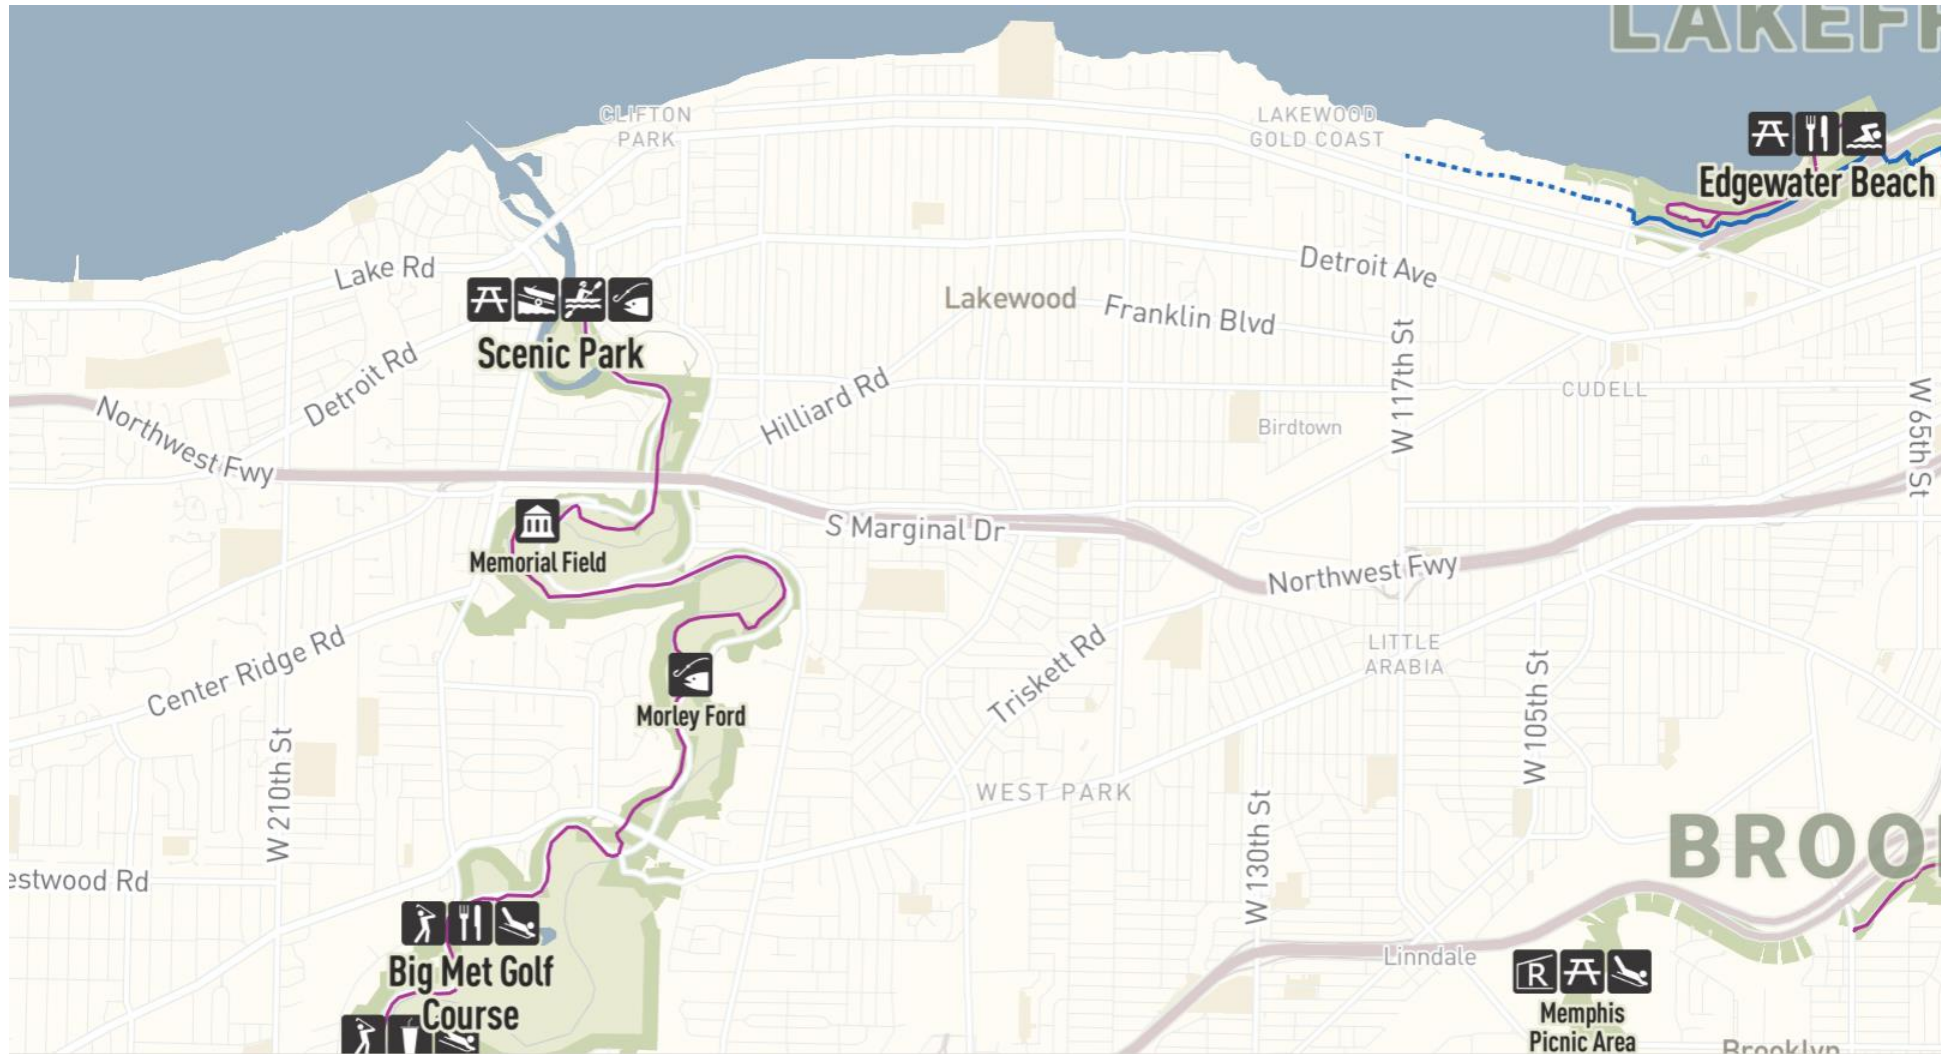 LAKEF
CLIFTON
PARK
LAKEWOOD
GOLD COAST
Edgewater Beach
Lake Rd
Detroit Ave
Lakewood
Franklin Blvd
Scenic Park
Detroit Rd
W 117th St
Hilliard Rd
CUDELL
W 65th St
Northwest Fwy
Birdtown
S Marginal Dr
Memorial Field
Northwest Fwy
Center Ridge Rd
LITTLE
ARABIA
Triskett Rd
W 105th St
Morley Ford
W 210th St
WEST PARK
W 130th St
BROO
estwood Rd
Big Met Golf
Course
Linndale
R
Memphis
Picnic Area
Brooklyn